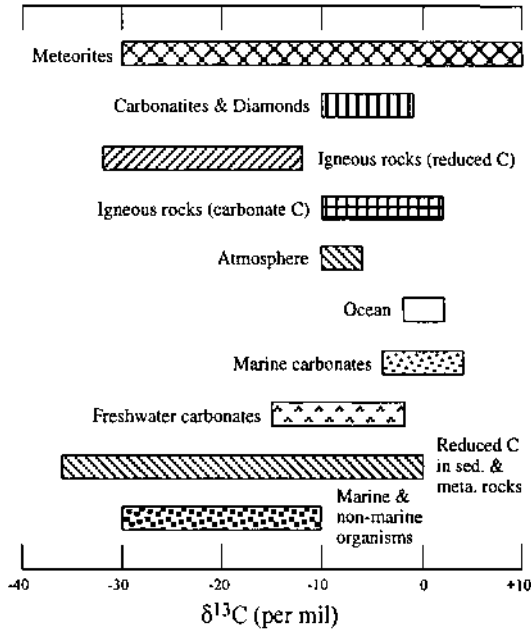 Meteorites
Carbonatites & Diamonds
Igneous rocks (reduced C)
Igneous rocks (carbonate C)
Atmosphere
Ocean
Marine carbonates
Freshwater carbonates
Reduced C
in sed. &
meta. rocks
Marine &
non-marine
organisms
-40 -30 -20 -10 0 +10
δ¹³C (per mil)